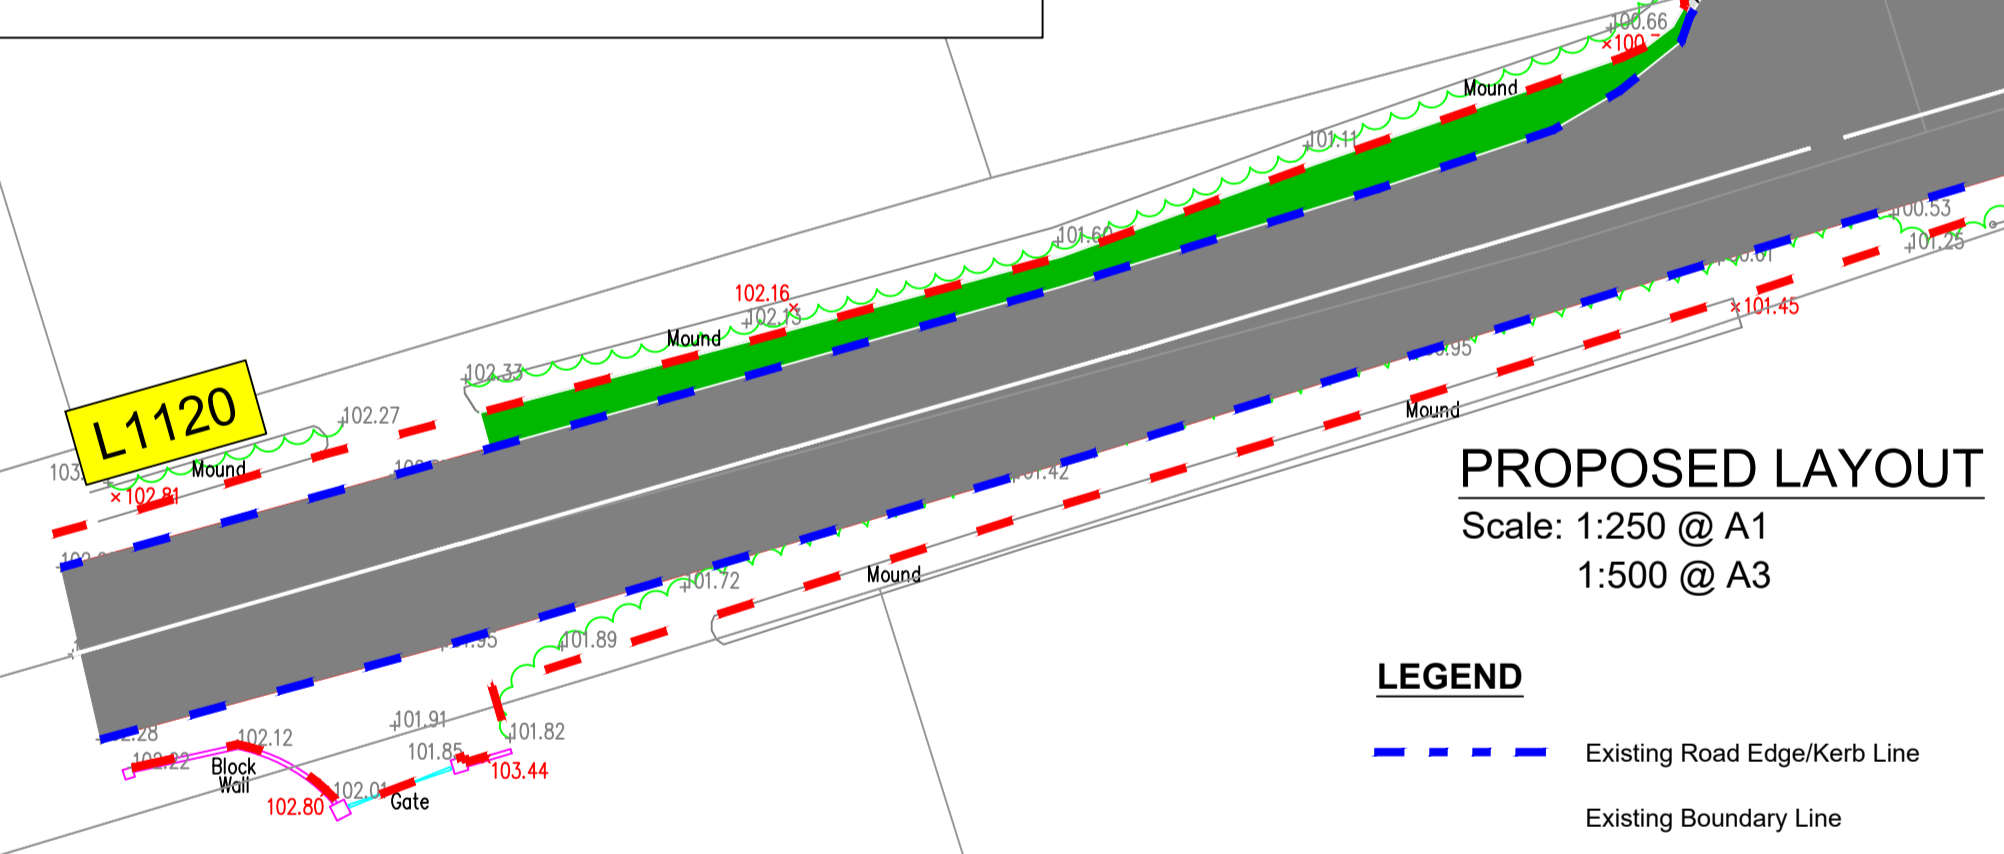 100.66
Mound
101.11
101.60
100.53
101.25
102.16
102.13
Mound
×101.45
102.33
L1120
102.27
Mound
×102.81
Mound
PROPOSED LAYOUT
Scale: 1:250 @ A1
1:500 @ A3
Mound
101.72
101.89
101.91
101.82
102.12
101.85
102.22
Block
Wall
103.44
102.80
102.01
Gate
LEGEND
Existing Road Edge/Kerb Line
Existing Boundary Line